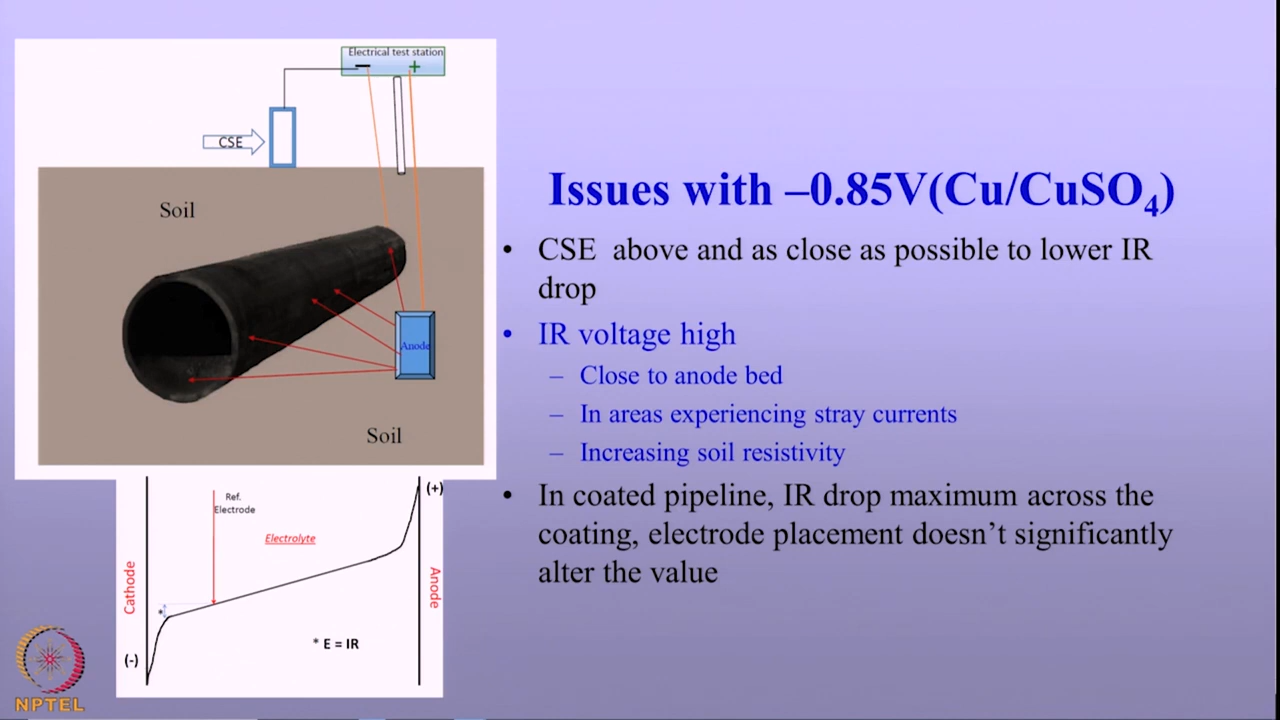 Electrical test station
– +
CSE
Soil
Anode
Soil
Issues with –0.85V(Cu/CuSO₄)
• CSE above and as close as possible to lower IR
drop
• IR voltage high
– Close to anode bed
– In areas experiencing stray currents
– Increasing soil resistivity
• In coated pipeline, IR drop maximum across the
coating, electrode placement doesn’t significantly
alter the value
(+)
Ref.
Electrode
Electrolyte
Cathode
Anode
*
* E = IR
(-)
NPTEL